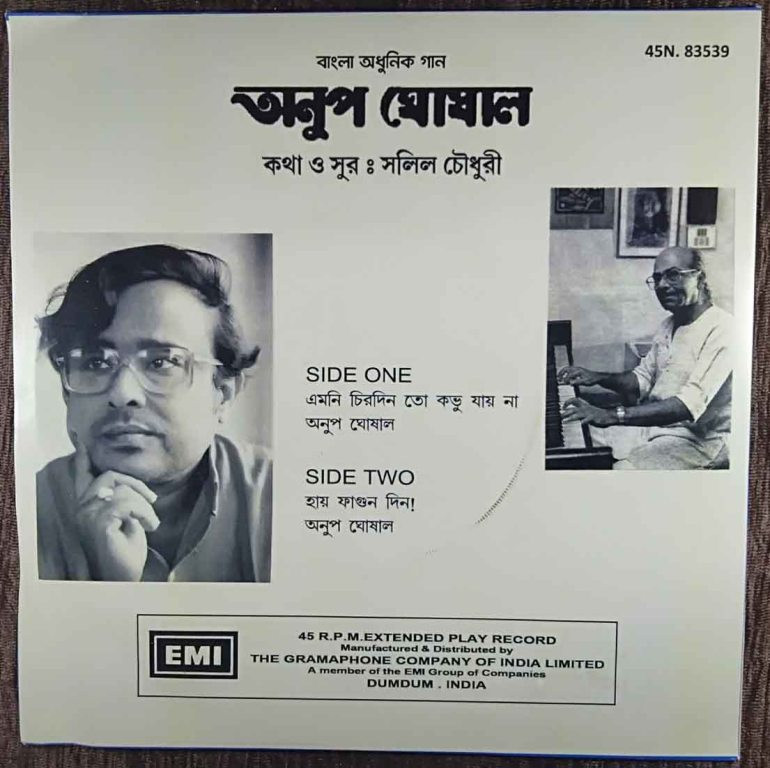 45N. 83539
বাংলা অধুনিক গান
অনুপ ঘোষাল
কথা ও সুর : সলিল চৌধুরী
SIDE ONE
এমনি চিরদিন তো কভু যায় না
অনুপ ঘোষাল
SIDE TWO
হায় ফাগুন দিন!
অনুপ ঘোষাল
EMI
45 R.P.M.EXTENDED PLAY RECORD
Manufactured & Distributed by
THE GRAMAPHONE COMPANY OF INDIA LIMITED
A member of the EMI Group of Companies
DUMDUM . INDIA